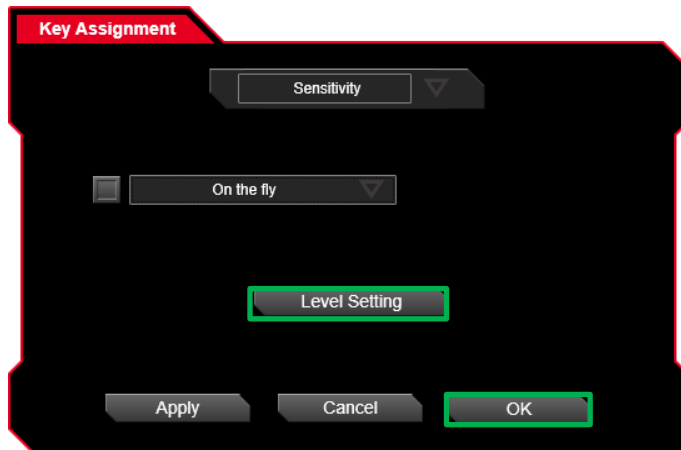 Key Assignment
Sensitivity
On the fly
Level Setting
Apply Cancel OK